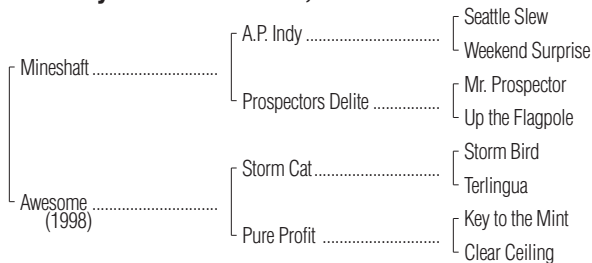 Seattle Slew
A.P. Indy ..............................
Weekend Surprise
Mineshaft ............................
Mr. Prospector
Prospectors Delite ...............
Up the Flagpole
Storm Bird
Storm Cat............................
Terlingua
Awesome ............................
(1998)
Key to the Mint
Pure Profit ..........................
Clear Ceiling